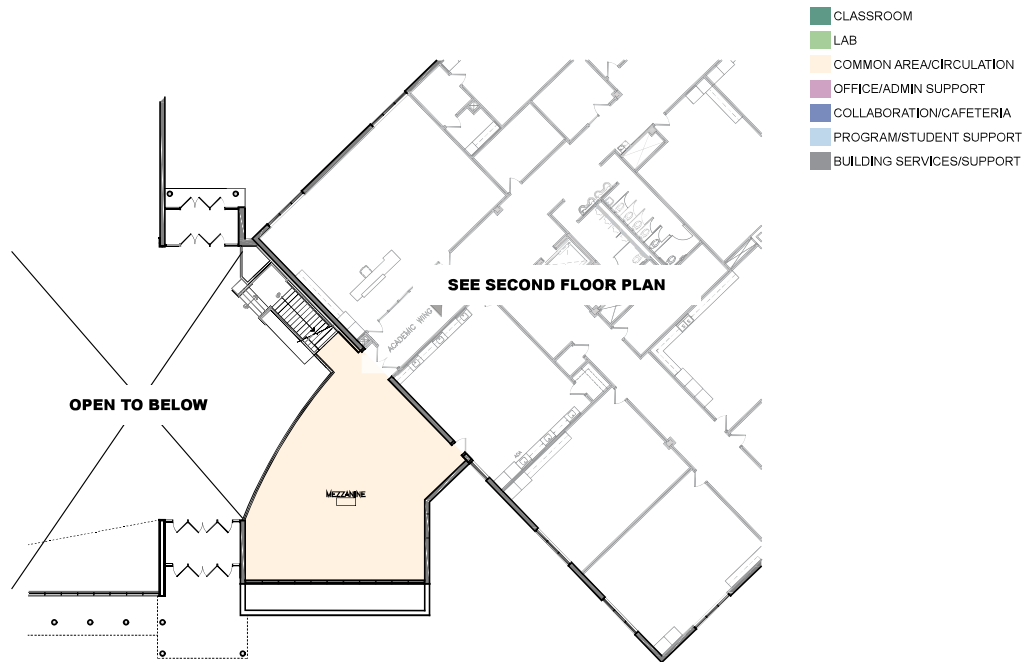 CLASSROOM
LAB
COMMON AREA/CIRCULATION
OFFICE/ADMIN SUPPORT
COLLABORATION/CAFETERIA
PROGRAM/STUDENT SUPPORT
BUILDING SERVICES/SUPPORT
SEE SECOND FLOOR PLAN
ACADEMIC WING
OPEN TO BELOW
ADA
MEZZANINE